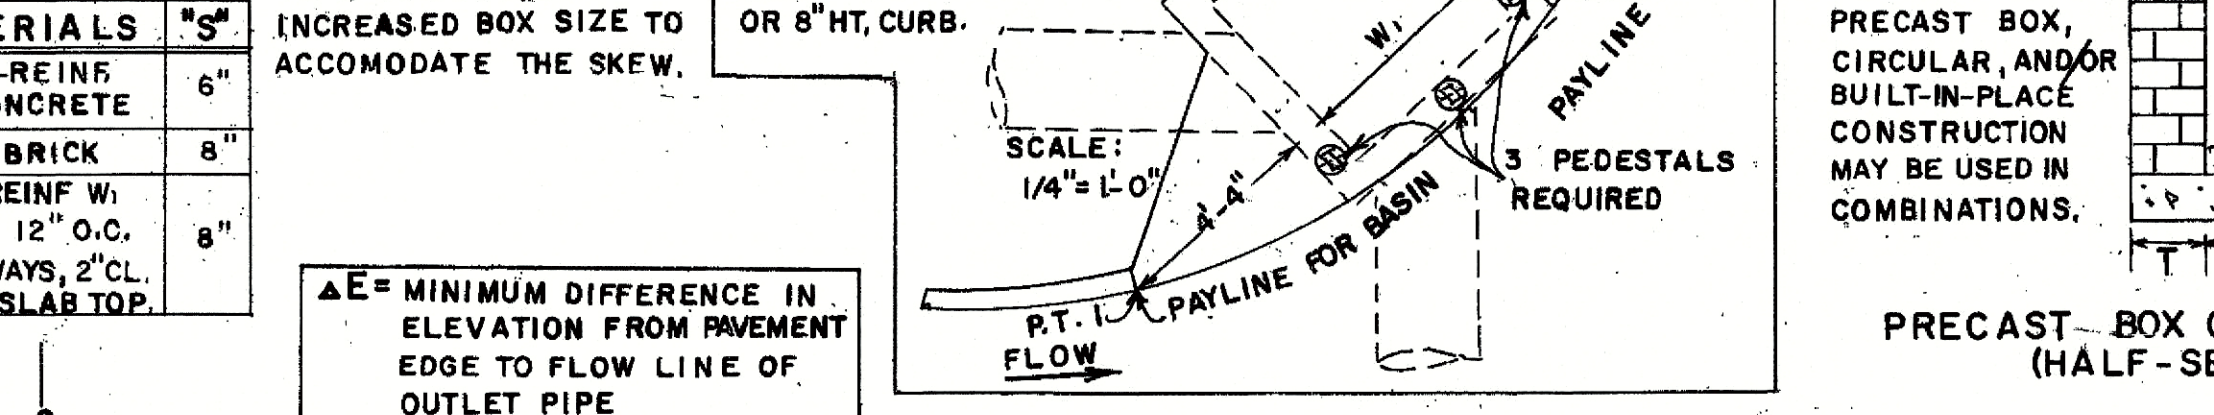 ERIALS "S"
-REINF
NCRETE 6"
BRICK 8"
EINF W1
12" O.C.
AYS, 2" CL.
SLAB TOP. 8"
INCREASED BOX SIZE TO
ACCOMODATE THE SKEW.
OR 8" HT, CURB.
ΔE = MINIMUM DIFFERENCE IN
ELEVATION FROM PAVEMENT
EDGE TO FLOW LINE OF
OUTLET PIPE
W1
PAYLINE
SCALE:
1/4" = 1'-0"
4'-4"
3 PEDESTALS
REQUIRED
PAYLINE FOR BASIN
P.T. 1
FLOW
PRECAST BOX,
CIRCULAR, AND/OR
BUILT-IN-PLACE
CONSTRUCTION
MAY BE USED IN
COMBINATIONS.
T
PRECAST BOX
(HALF-SE